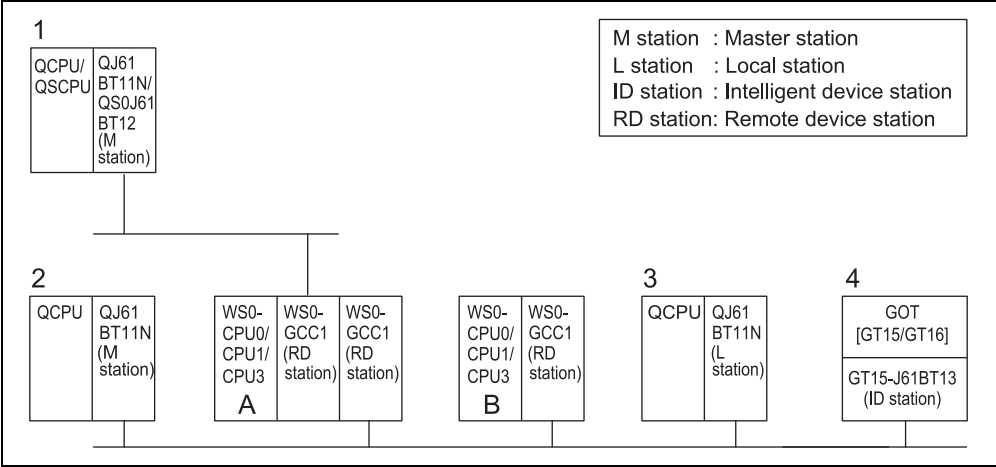 1
QCPU/
QSCPU
QJ61
BT11N/
QS0J61
BT12
(M
station)
M station : Master station
L station : Local station
ID station : Intelligent device station
RD station: Remote device station
2
QCPU
QJ61
BT11N
(M
station)
WS0-
CPU0/
CPU1/
CPU3
A
WS0-
GCC1
(RD
station)
WS0-
GCC1
(RD
station)
WS0-
CPU0/
CPU1/
CPU3
B
WS0-
GCC1
(RD
station)
3
QCPU
QJ61
BT11N
(L
station)
4
GOT
[GT15/GT16]
GT15-J61BT13
(ID station)